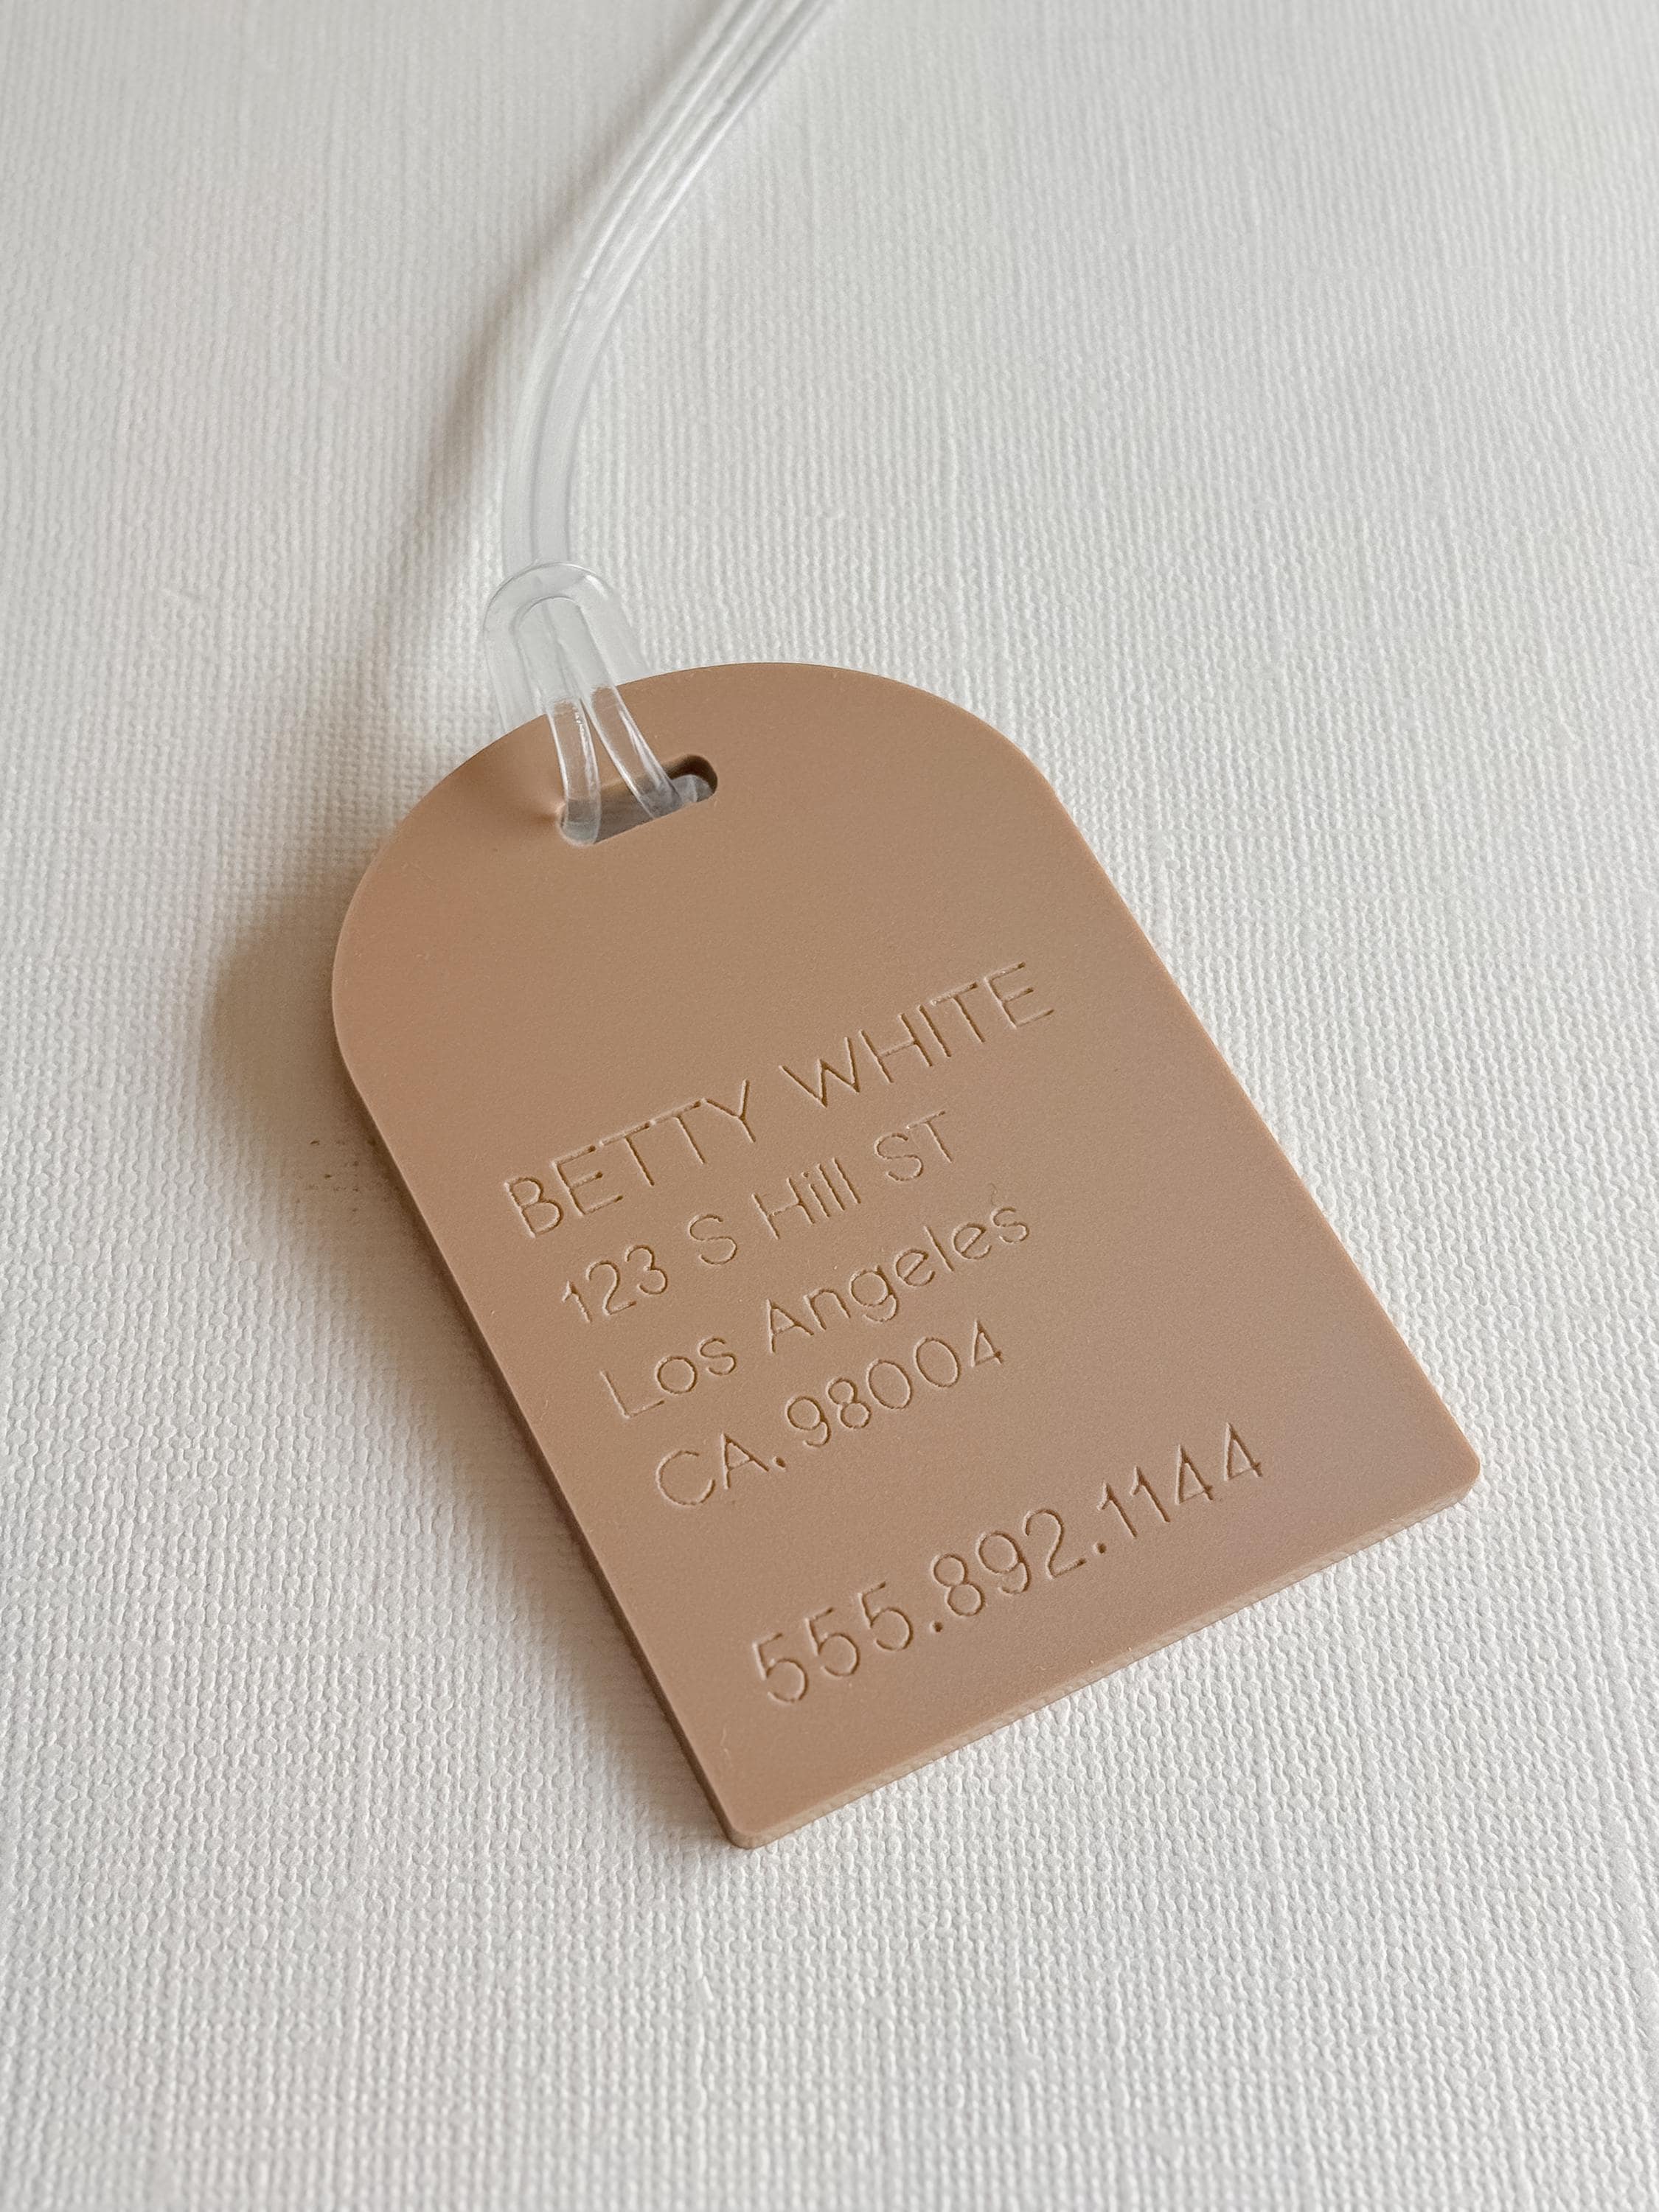 BETTY WHITE
123 S Hill ST
Los Angeles
CA, 98004
555.892.1144